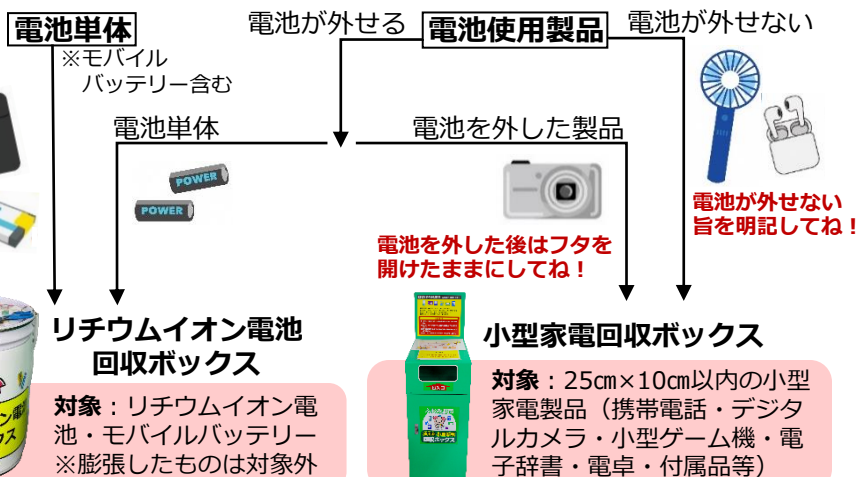 電池単体
※モバイル
バッテリー含む
電池が外せる
電池使用製品
電池が外せない
電池単体
電池を外した製品
POWER
POWER
電池が外せない
旨を明記してね！
電池を外した後はフタを
開けたままにしてね！
リチウムイオン電池
回収ボックス
対象：リチウムイオン電
池・モバイルバッテリー
※膨張したものは対象外
小型家電回収ボックス
対象：25㎝×10㎝以内の小型
家電製品（携帯電話・デジタ
ルカメラ・小型ゲーム機・電
子辞書・電卓・付属品等）